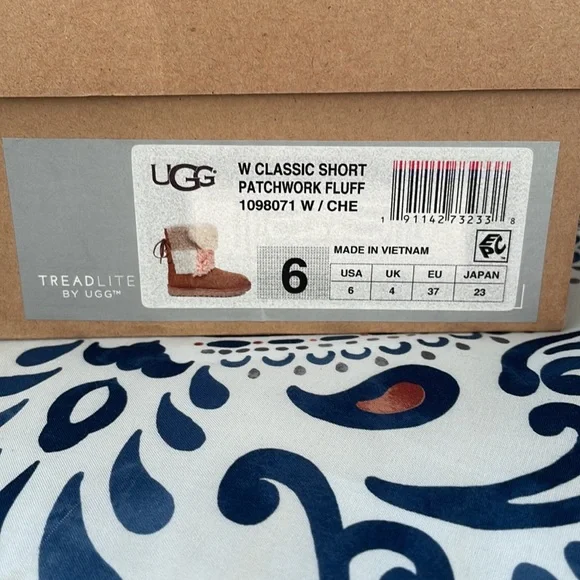 UGG
W CLASSIC SHORT
PATCHWORK FLUFF
1098071 W / CHE
1 91142 73233 8
EPC
MADE IN VIETNAM
6
USA UK EU JAPAN
6 4 37 23
TREADLITE
BY UGG™